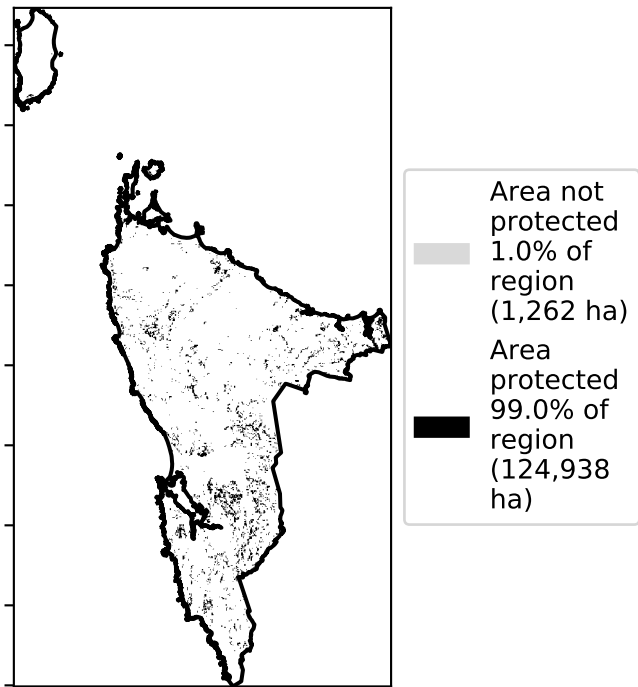 Area not
protected
1.0% of
region
(1,262 ha)
Area
protected
99.0% of
region
(124,938
ha)